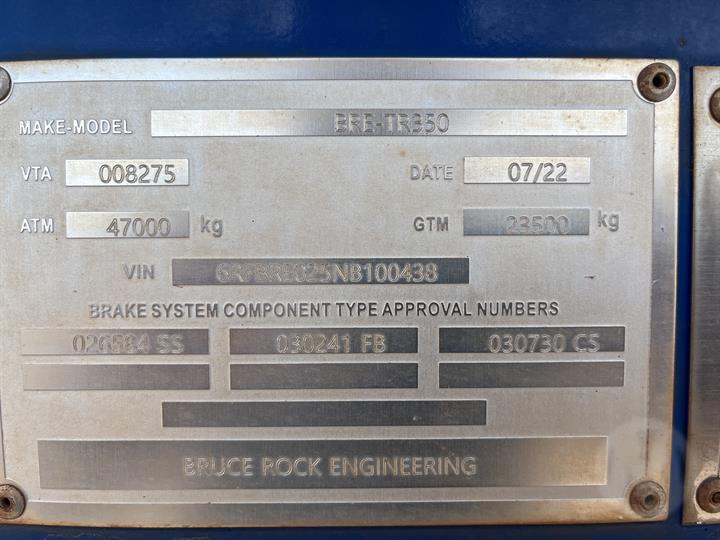 MAKE-MODEL BRE-TR350
VTA 008275 DATE 07/22
ATM 47000 kg GTM 23500 kg
VIN
BRAKE SYSTEM COMPONENT TYPE APPROVAL NUMBERS
026584 SS 030241 FB 030730 CS
BRUCE ROCK ENGINEERING